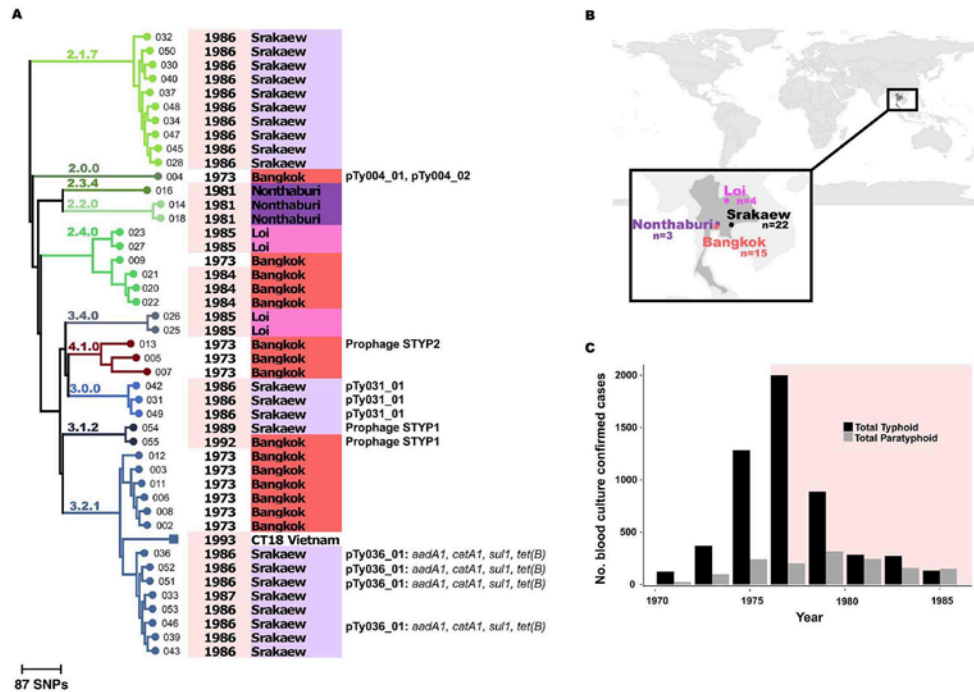 A
2.1.7
032 1986 Srakaew
050 1986 Srakaew
030 1986 Srakaew
040 1986 Srakaew
037 1986 Srakaew
048 1986 Srakaew
034 1986 Srakaew
047 1986 Srakaew
045 1986 Srakaew
028 1986 Srakaew
2.0.0
004 1973 Bangkok pTy004_01, pTy004_02
2.3.4
016 1981 Nonthaburi
2.2.0
014 1981 Nonthaburi
018 1981 Nonthaburi
2.4.0
023 1985 Loi
027 1985 Loi
009 1973 Bangkok
021 1984 Bangkok
020 1984 Bangkok
022 1984 Bangkok
3.4.0
026 1985 Loi
025 1985 Loi
4.1.0
013 1973 Bangkok Prophage STYP2
005 1973 Bangkok
007 1973 Bangkok
3.0.0
042 1986 Srakaew pTy031_01
031 1986 Srakaew pTy031_01
049 1986 Srakaew pTy031_01
3.1.2
054 1989 Srakaew Prophage STYP1
055 1992 Bangkok Prophage STYP1
3.2.1
012 1973 Bangkok
003 1973 Bangkok
011 1973 Bangkok
006 1973 Bangkok
008 1973 Bangkok
002 1973 Bangkok
1993 CT18 Vietnam
036 1986 Srakaew pTy036_01: aadA1, catA1, sul1, tet(B)
052 1986 Srakaew pTy036_01: aadA1, catA1, sul1, tet(B)
051 1986 Srakaew pTy036_01: aadA1, catA1, sul1, tet(B)
033 1987 Srakaew
053 1986 Srakaew
046 1986 Srakaew pTy036_01: aadA1, catA1, sul1, tet(B)
039 1986 Srakaew
043 1986 Srakaew
87 SNPs
B
Loi
n=4
Srakaew
n=22
Nonthaburi
n=3
Bangkok
n=15
C
No. blood culture confirmed cases
2000
1500
1000
500
0
Total Typhoid
Total Paratyphoid
1970 1975 1980 1985
Year